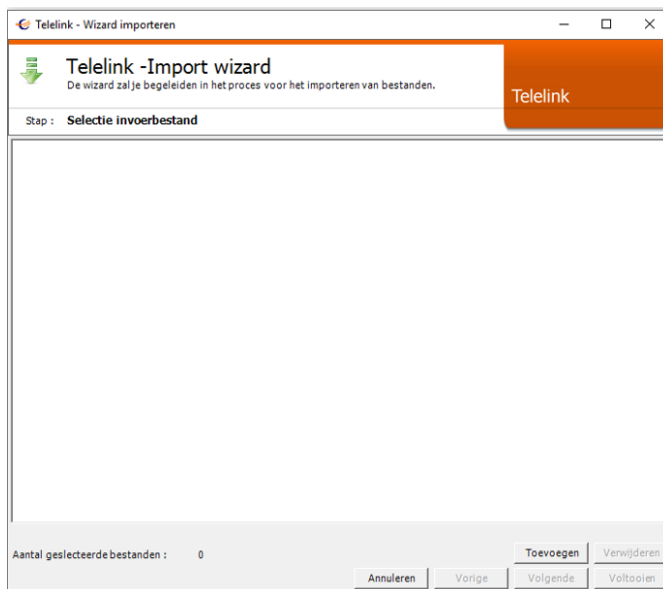 Telelink - Wizard importeren
Telelink -Import wizard
De wizard zal je begeleiden in het proces voor het importeren van bestanden.
Telelink
Stap : Selectie invoerbestand
Aantal geslecteerde bestanden : 0
Toevoegen Verwijderen
Annuleren Vorige Volgende Voltooien